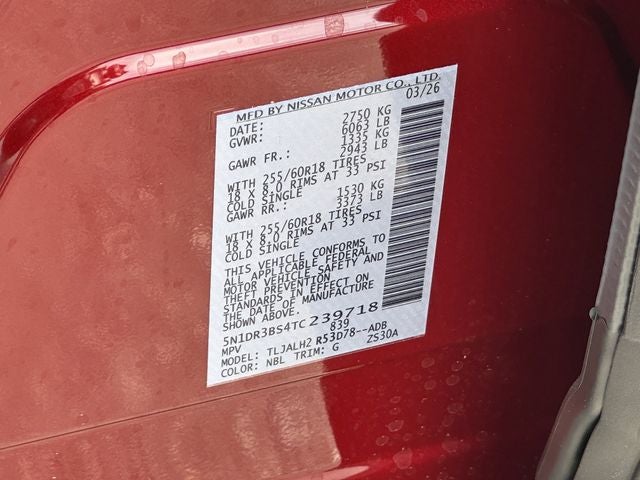 MFD BY NISSAN MOTOR CO., LTD.
DATE: 03/26
GVWR: 2750 KG
6063 LB
GAWR FR.: 1335 KG
2943 LB
WITH 255/60R18 TIRES
18 X 8.0 RIMS AT 33 PSI
COLD SINGLE
GAWR RR.: 1530 KG
3373 LB
WITH 255/60R18 TIRES
18 X 8.0 RIMS AT 33 PSI
COLD SINGLE
THIS VEHICLE CONFORMS TO
ALL APPLICABLE FEDERAL
MOTOR VEHICLE SAFETY AND
THEFT PREVENTION
STANDARDS IN EFFECT ON
THE DATE OF MANUFACTURE
SHOWN ABOVE.
5N1DR3BS4TC239718
MPV 839
MODEL: TLJALH2 R53D78--ADB
COLOR: NBL TRIM: G ZS30A